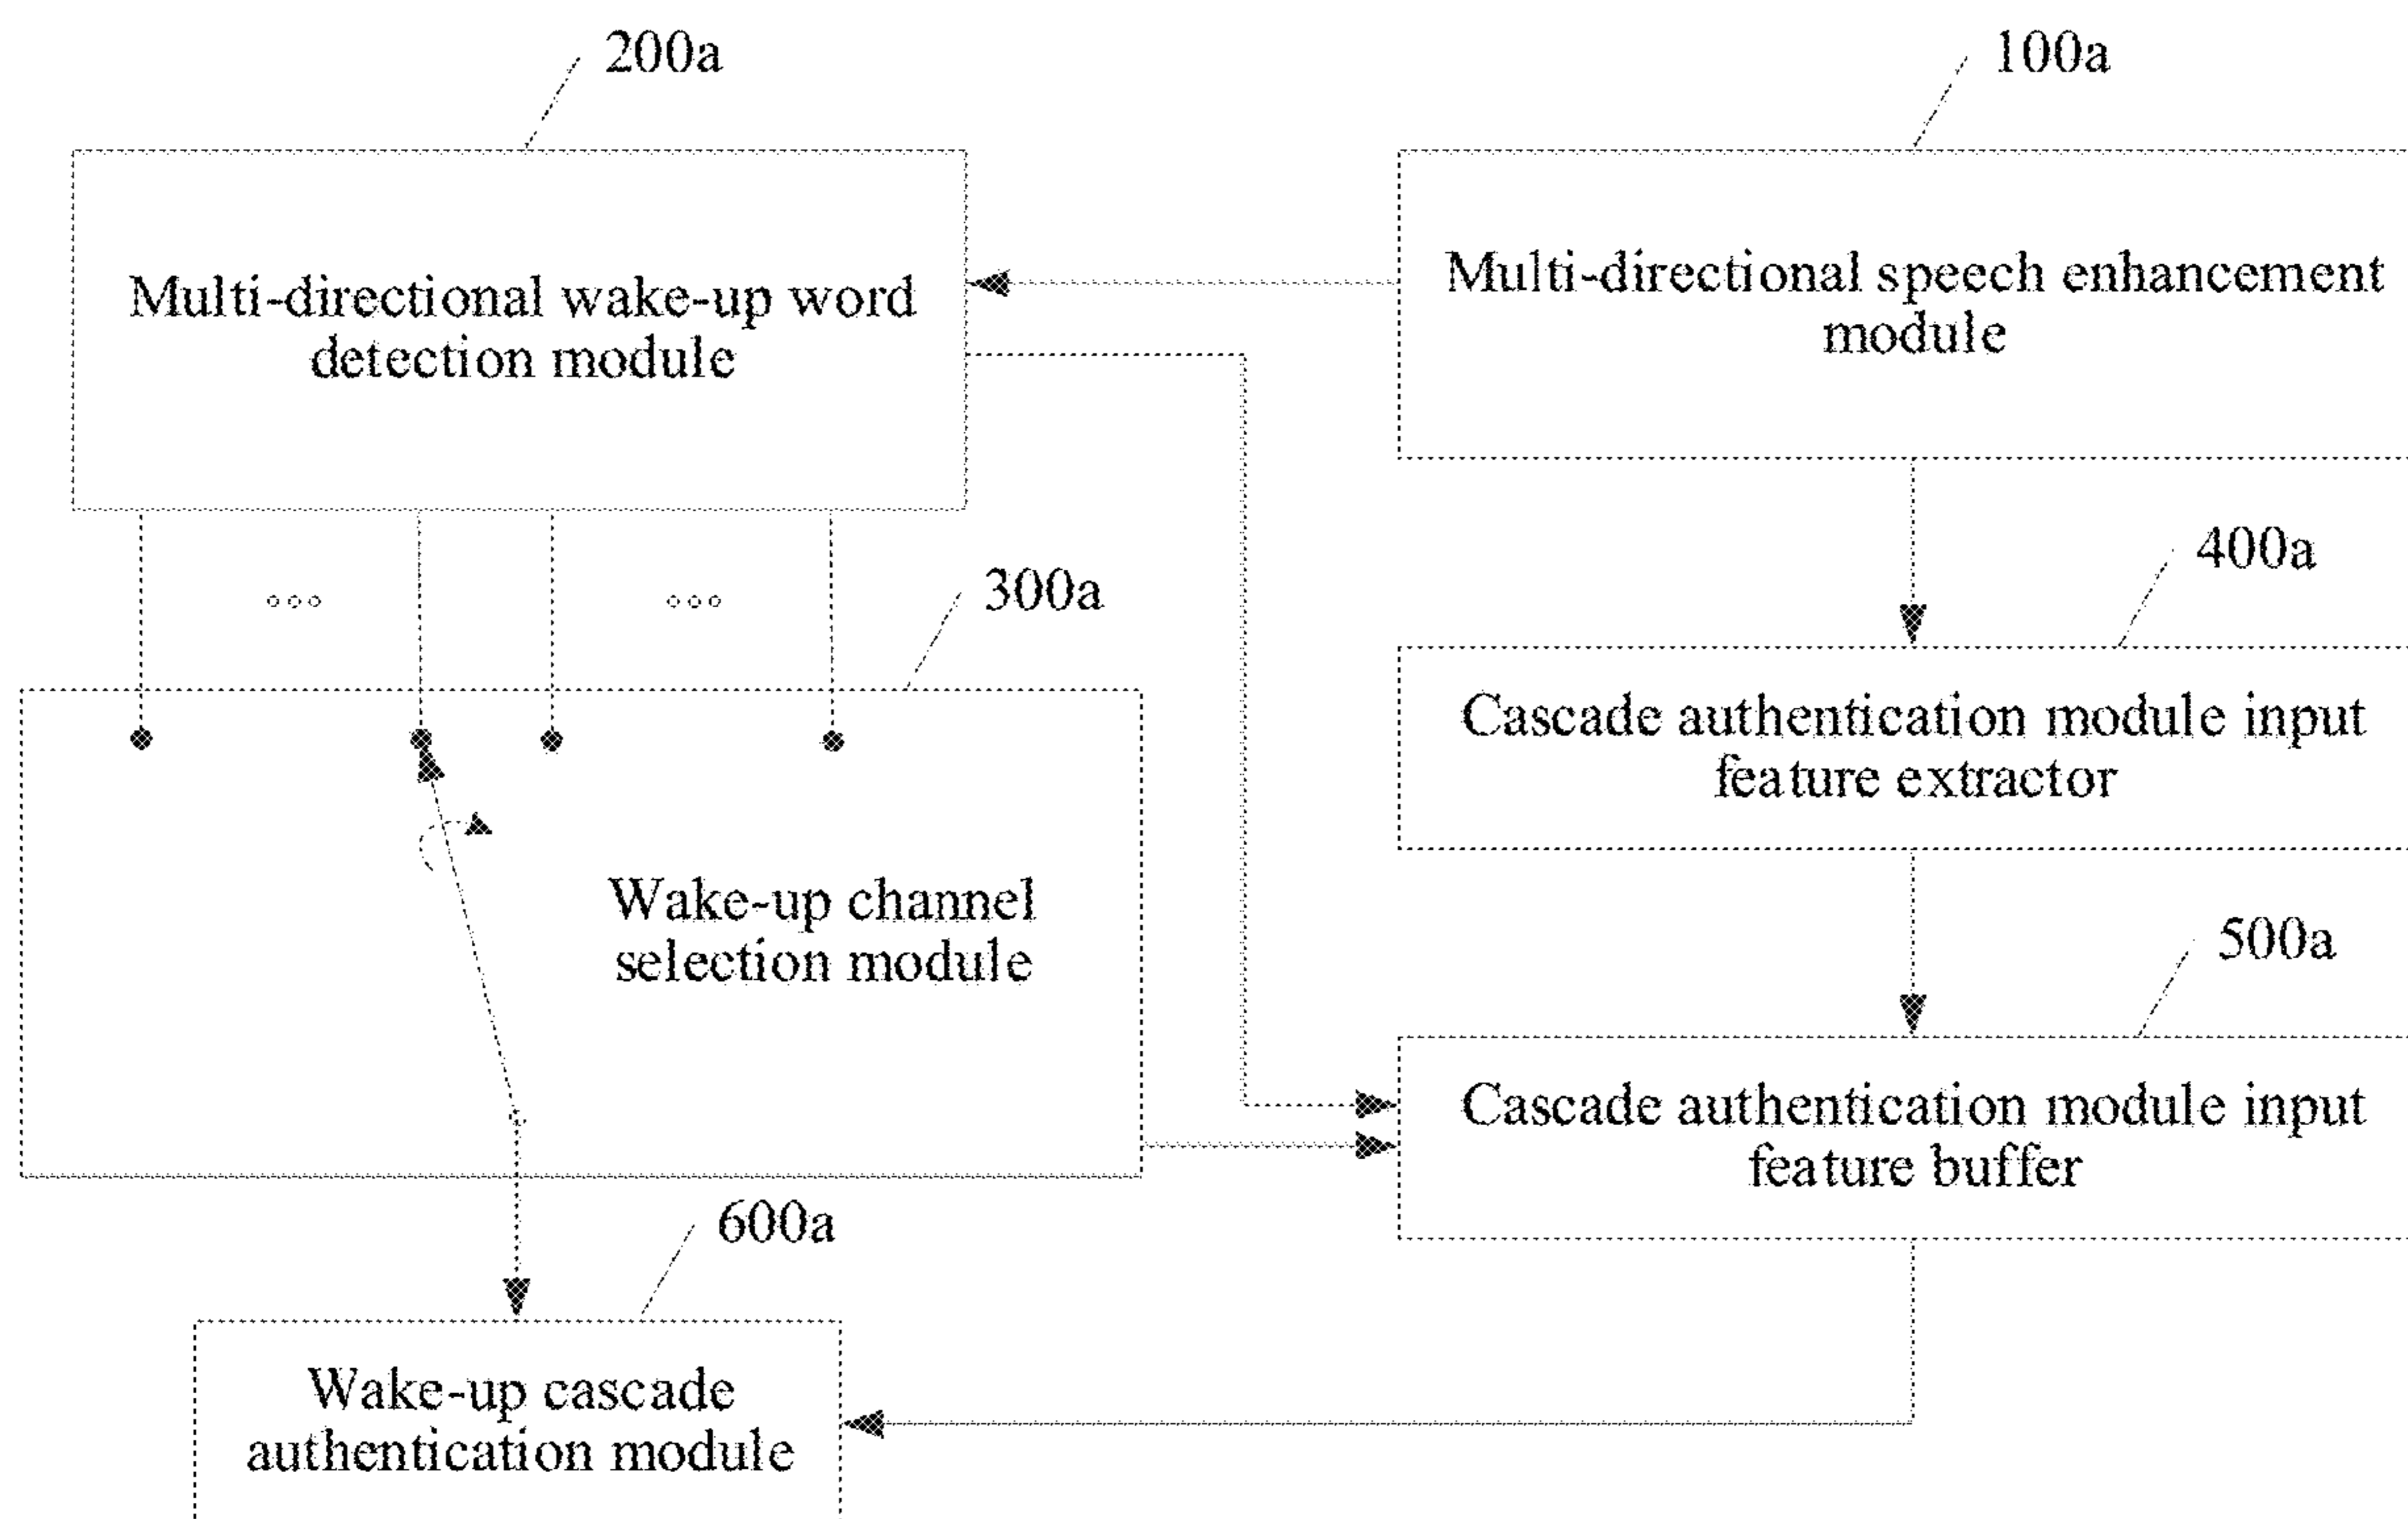 200a
100a
Multi-directional wake-up word
detection module
Multi-directional speech enhancement
module
300a
400a
Cascade authentication module input
feature extractor
Wake-up channel
selection module
500a
Cascade authentication module input
feature buffer
600a
Wake-up cascade
authentication module